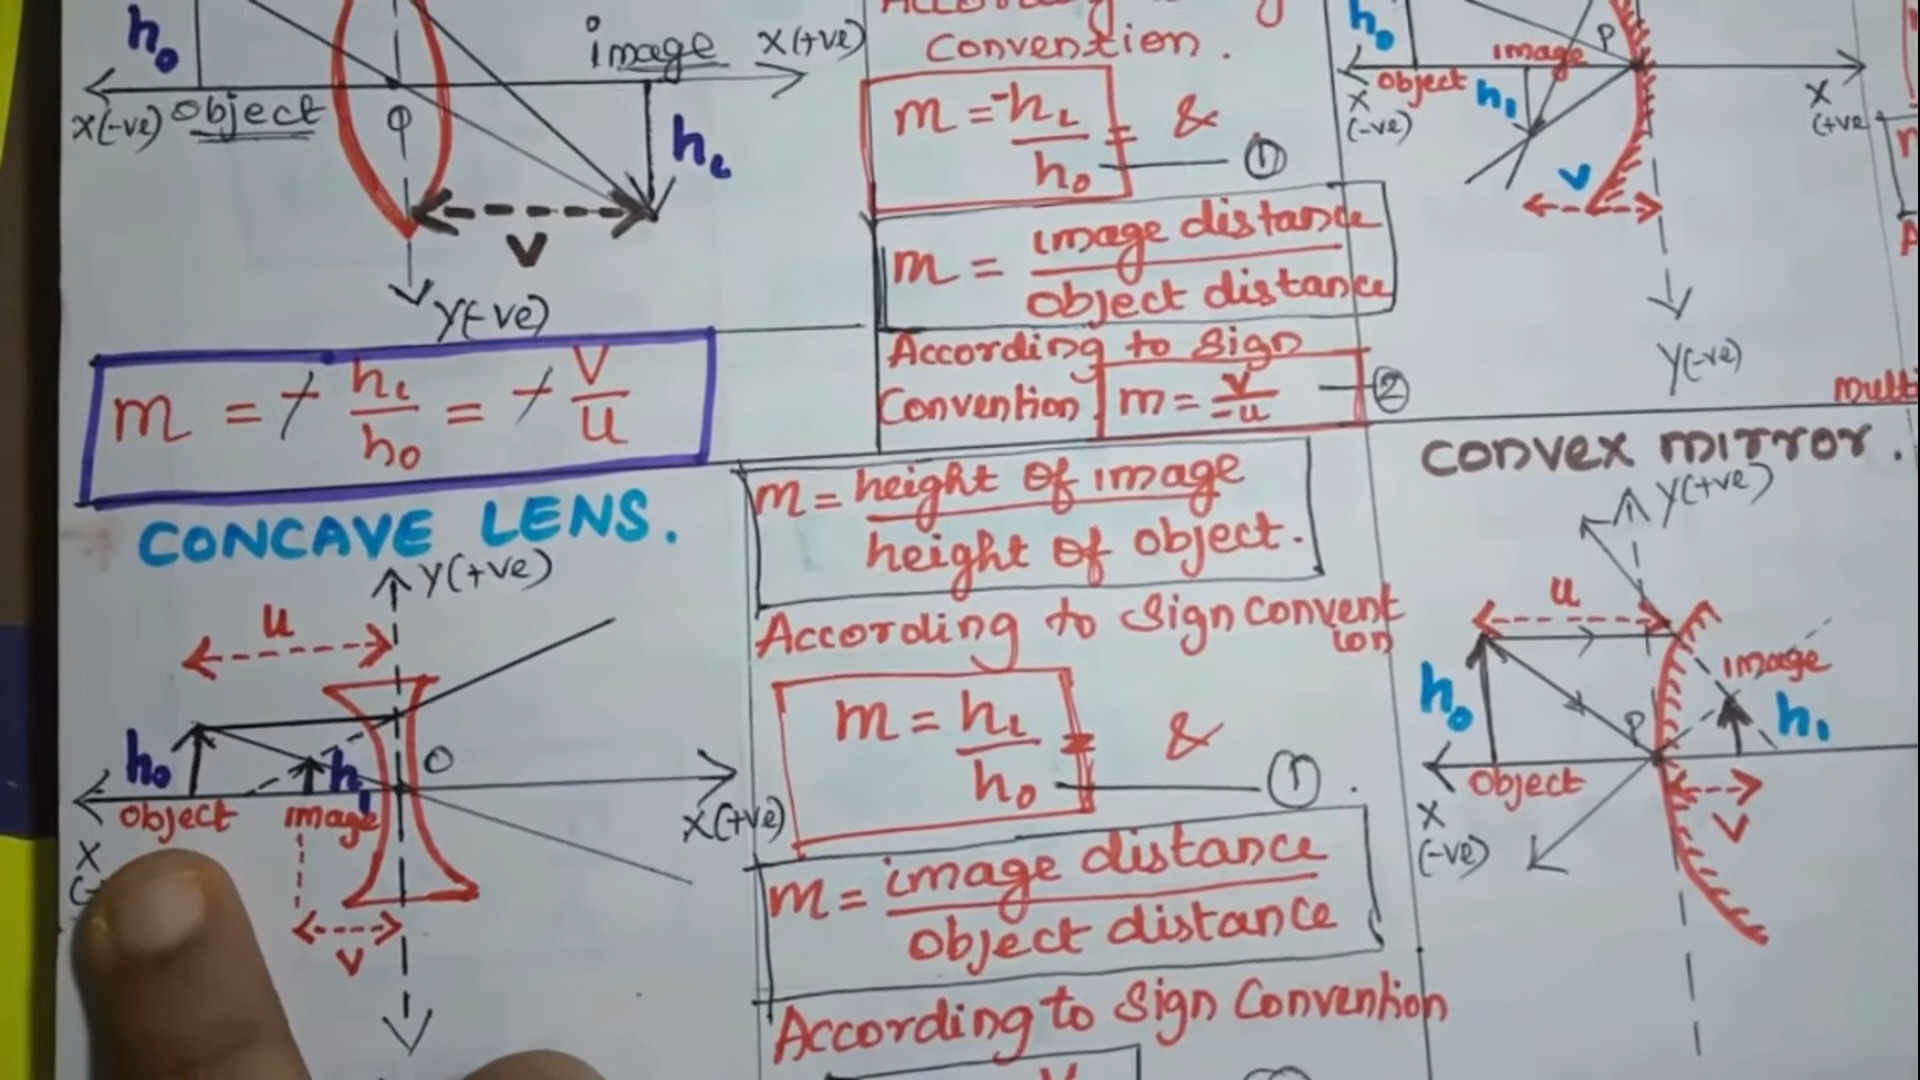 Convention.
h₀
image
X(+ve)
X(-ve)
object
O
hᵢ
V
Y(-ve)
m = -hᵢ/h₀ = & ①
m = image distance/object distance
According to sign
Convention. m = V/-u ②
m = ∕- hᵢ/h₀ = ∕- V/u
h₀
image
P
object
hᵢ
X
(-ve)
X
(+ve
V
Y(-ve)
multi
CONCAVE LENS.
Y(+ve)
u
h₀
hᵢ
O
object
image
X
X(+ve)
V
m = height of image/height of object.
According to sign convent
ion
m = hᵢ/h₀ = & ①.
m = image distance/object distance
According to sign convention
V
convex mirror.
Y(+ve)
u
image
h₀
hᵢ
P
object
X
(-ve)
V